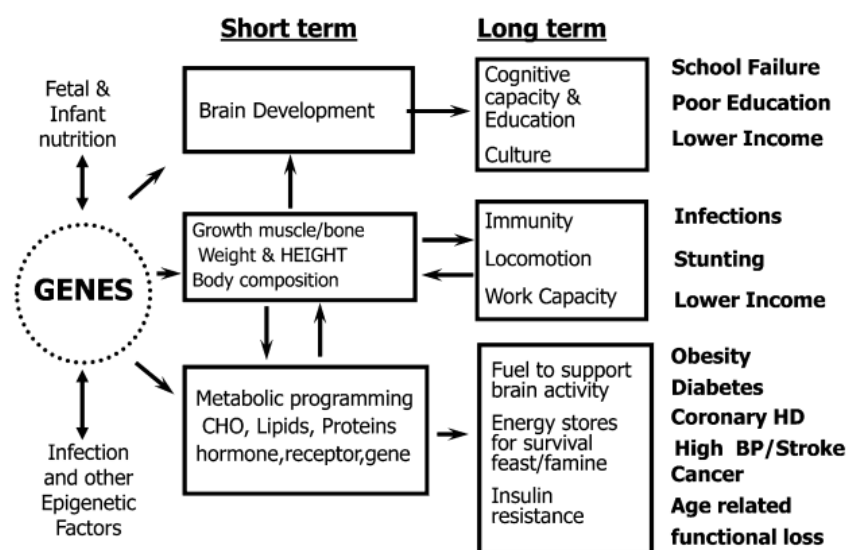 Short term
Long term
Fetal &
Infant
nutrition
GENES
Infection
and other
Epigenetic
Factors
Brain Development
Growth muscle/bone
Weight & HEIGHT
Body composition
Metabolic programming
CHO, Lipids, Proteins
hormone,receptor,gene
Cognitive
capacity &
Education
Culture
Immunity
Locomotion
Work Capacity
Fuel to support
brain activity
Energy stores
for survival
feast/famine
Insulin
resistance
School Failure
Poor Education
Lower Income
Infections
Stunting
Lower Income
Obesity
Diabetes
Coronary HD
High BP/Stroke
Cancer
Age related
functional loss